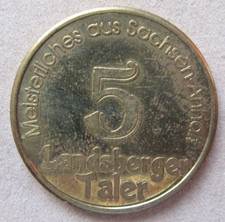 Meisterliches aus Sachsen-Anhalt
5
Landsberger
Taler